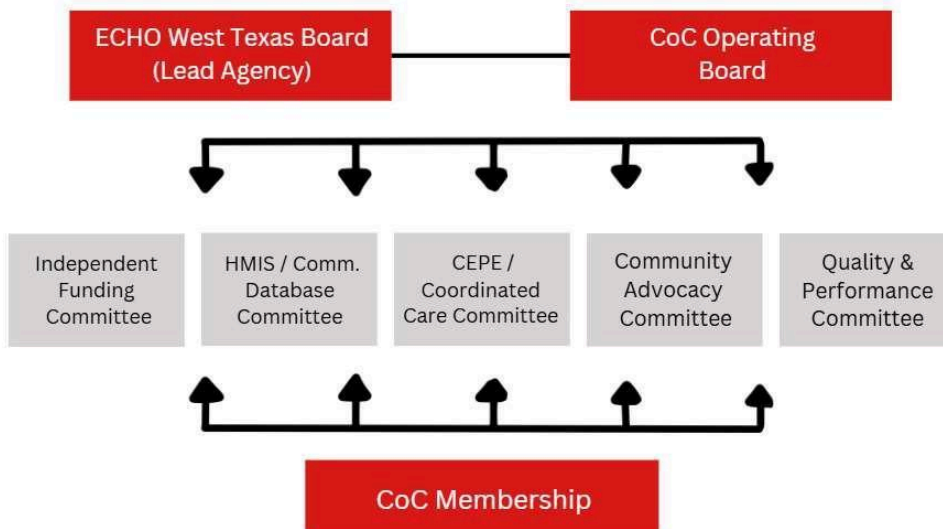 ECHO West Texas Board
(Lead Agency)
CoC Operating
Board
Independent
Funding
Committee
HMIS / Comm.
Database
Committee
CEPE /
Coordinated
Care Committee
Community
Advocacy
Committee
Quality &
Performance
Committee
CoC Membership